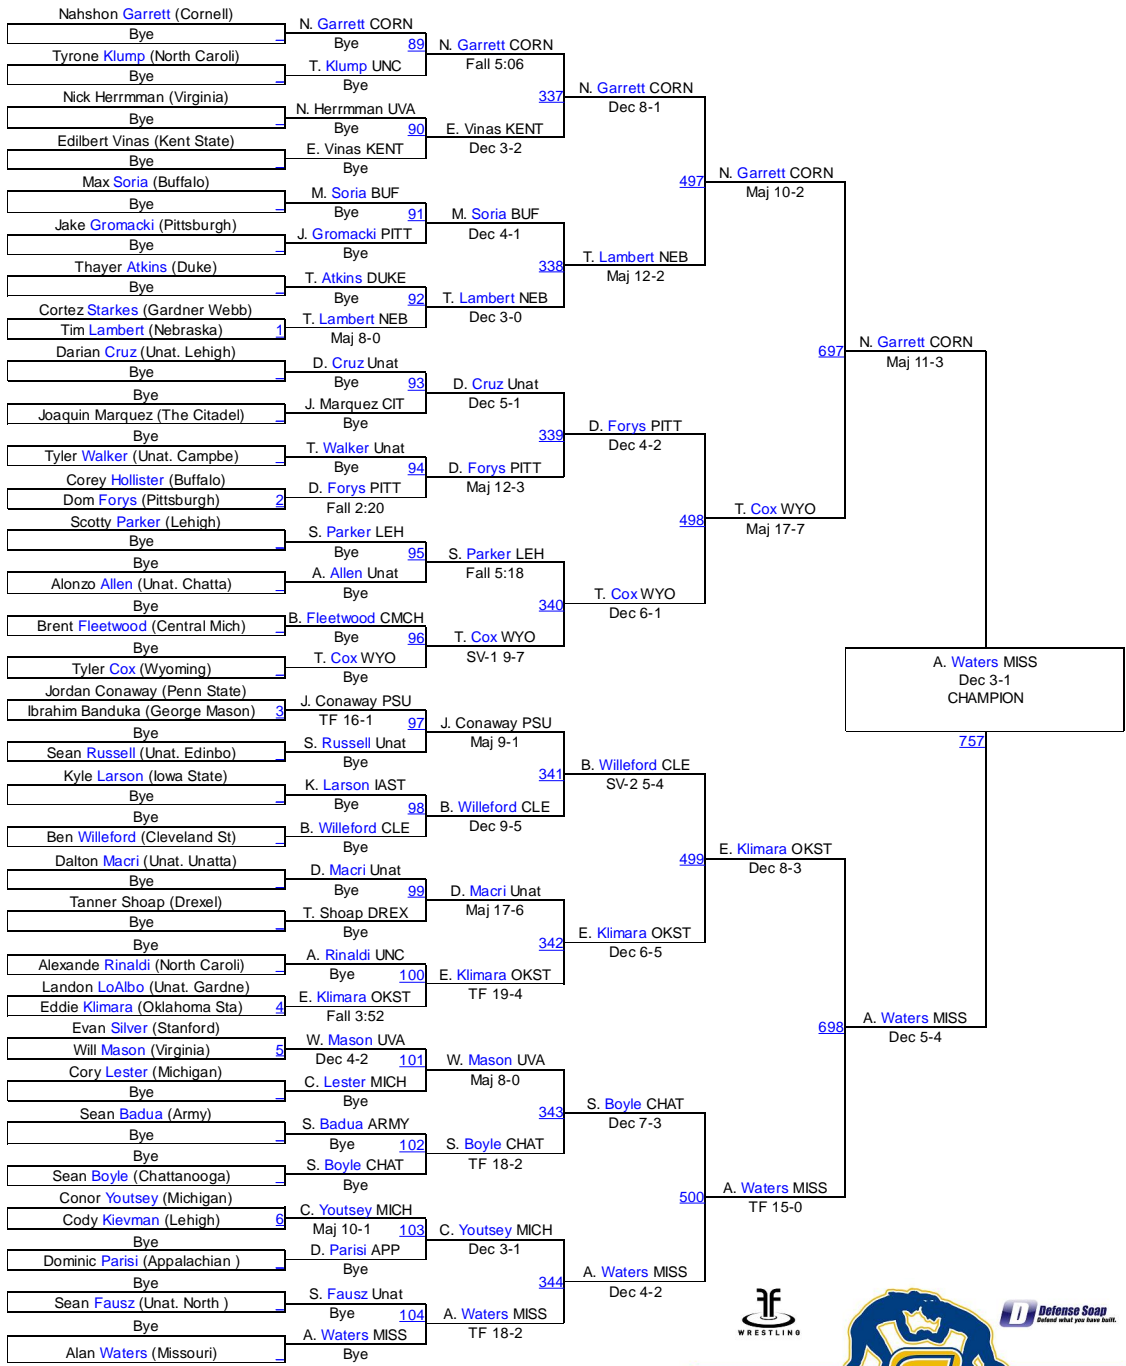 Nahshon Garrett (Cornell)
Bye
Tyrone Klump (North Caroli)
Bye
Nick Herrmman (Virginia)
Bye
Edilbert Vinas (Kent State)
Bye
Max Soria (Buffalo)
Bye
Jake Gromacki (Pittsburgh)
Bye
Thayer Atkins (Duke)
Bye
Cortez Starkes (Gardner Webb)
Tim Lambert (Nebraska) 1
Darian Cruz (Unat. Lehigh)
Bye
Joaquin Marquez (The Citadel)
Bye
Tyler Walker (Unat. Campbe)
Corey Hollister (Buffalo)
Dom Forys (Pittsburgh) 2
Scotty Parker (Lehigh)
Bye
Alonzo Allen (Unat. Chatta)
Bye
Brent Fleetwood (Central Mich)
Bye
Tyler Cox (Wyoming)
Jordan Conaway (Penn State)
Ibrahim Banduka (George Mason) 3
Bye
Sean Russell (Unat. Edinbo)
Kyle Larson (Iowa State)
Bye
Bye
Ben Willeford (Cleveland St)
Dalton Macri (Unat. Unatta)
Bye
Tanner Shoap (Drexel)
Bye
Bye
Alexande Rinaldi (North Caroli)
Landon LoAlbo (Unat. Gardne)
Eddie Klimara (Oklahoma Sta) 4
Evan Silver (Stanford)
Will Mason (Virginia) 5
Cory Lester (Michigan)
Bye
Sean Badua (Army)
Bye
Bye
Sean Boyle (Chattanooga)
Conor Youtsey (Michigan)
Cody Kievman (Lehigh) 6
Bye
Dominic Parisi (Appalachian )
Bye
Sean Fausz (Unat. North )
Bye
Alan Waters (Missouri)
N. Garrett CORN
Bye 89
T. Klump UNC
Bye
N. Herrmman UVA
Bye 90
E. Vinas KENT
Bye
M. Soria BUF
Bye 91
J. Gromacki PITT
Bye
T. Atkins DUKE
Bye 92
T. Lambert NEB
Maj 8-0
D. Cruz Unat
Bye 93
J. Marquez CIT
Bye
T. Walker Unat
Bye 94
D. Forys PITT
Fall 2:20
S. Parker LEH
Bye 95
A. Allen Unat
Bye
B. Fleetwood CMCH
Bye 96
T. Cox WYO
Bye
J. Conaway PSU
TF 16-1 97
S. Russell Unat
Bye
K. Larson IAST
Bye 98
B. Willeford CLE
Bye
D. Macri Unat
Bye 99
T. Shoap DREX
Bye
A. Rinaldi UNC
Bye 100
E. Klimara OKST
Fall 3:52
W. Mason UVA
Dec 4-2 101
C. Lester MICH
Bye
S. Badua ARMY
Bye 102
S. Boyle CHAT
Bye
C. Youtsey MICH
Maj 10-1 103
D. Parisi APP
Bye
S. Fausz Unat
Bye 104
A. Waters MISS
Bye
N. Garrett CORN
Fall 5:06
337
E. Vinas KENT
Dec 3-2
M. Soria BUF
Dec 4-1
338
T. Lambert NEB
Dec 3-0
D. Cruz Unat
Dec 5-1
339
D. Forys PITT
Maj 12-3
S. Parker LEH
Fall 5:18
340
T. Cox WYO
SV-1 9-7
J. Conaway PSU
Maj 9-1
341
B. Willeford CLE
Dec 9-5
D. Macri Unat
Maj 17-6
342
E. Klimara OKST
TF 19-4
W. Mason UVA
Maj 8-0
343
S. Boyle CHAT
TF 18-2
C. Youtsey MICH
Dec 3-1
344
A. Waters MISS
TF 18-2
N. Garrett CORN
Dec 8-1
497
T. Lambert NEB
Maj 12-2
D. Forys PITT
Dec 4-2
498
T. Cox WYO
Dec 6-1
B. Willeford CLE
SV-2 5-4
499
E. Klimara OKST
Dec 6-5
S. Boyle CHAT
Dec 7-3
500
A. Waters MISS
Dec 4-2
N. Garrett CORN
Maj 10-2
697
T. Cox WYO
Maj 17-7
E. Klimara OKST
Dec 8-3
698
A. Waters MISS
TF 15-0
N. Garrett CORN
Maj 11-3
A. Waters MISS
Dec 3-1
CHAMPION
757
A. Waters MISS
Dec 5-4
WRESTLING
D Defense Soap
Defend what you have built.